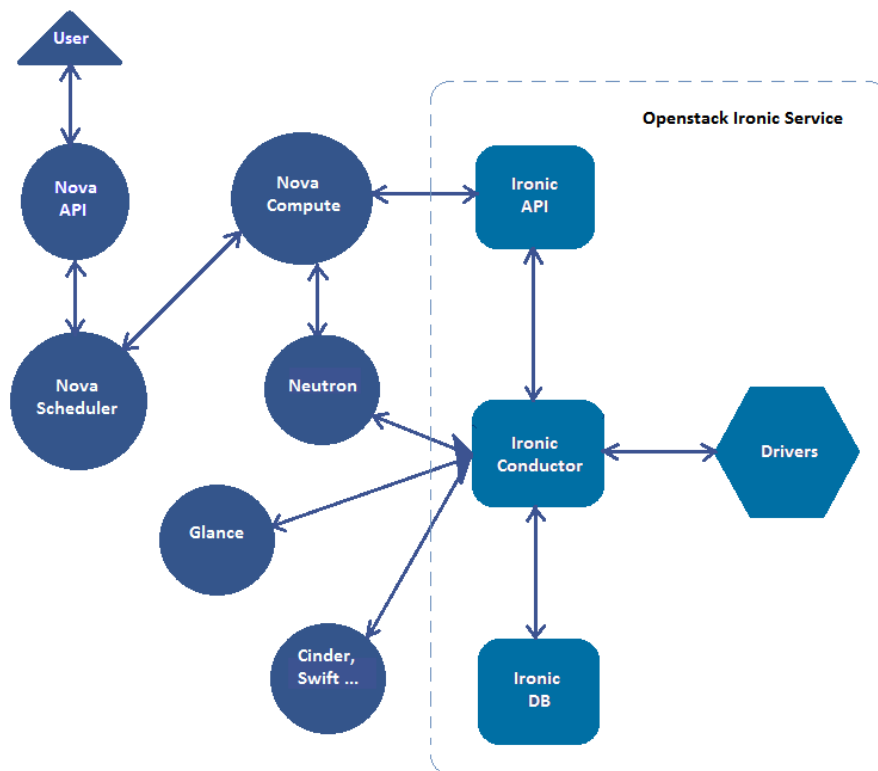 User
Openstack Ironic Service
Nova
API
Nova
Compute
Ironic
API
Nova
Scheduler
Neutron
Ironic
Conductor
Drivers
Glance
Cinder,
Swift ...
Ironic
DB